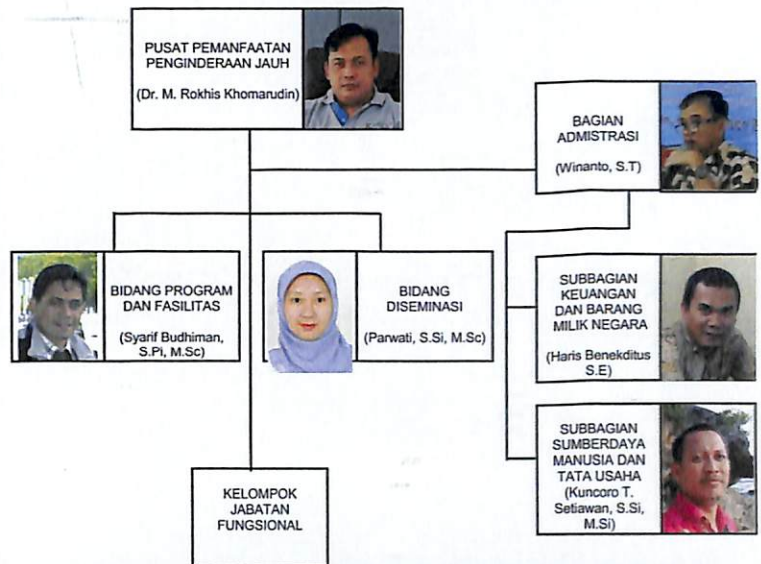 PUSAT PEMANFAATAN
PENGINDERAAN JAUH
(Dr. M. Rokhis Khomarudin)
BAGIAN
ADMISTRASI
(Winanto, S.T)
BIDANG PROGRAM
DAN FASILITAS
(Syarif Budhiman,
S.Pi, M.Sc)
BIDANG
DISEMINASI
(Parwati, S.Si, M.Sc)
SUBBAGIAN
KEUANGAN
DAN BARANG
MILIK NEGARA
(Haris Benekditus
S.E)
SUBBAGIAN
SUMBERDAYA
MANUSIA DAN
TATA USAHA
(Kuncoro T.
Setiawan, S.Si,
M.Si)
KELOMPOK
JABATAN
FUNGSIONAL